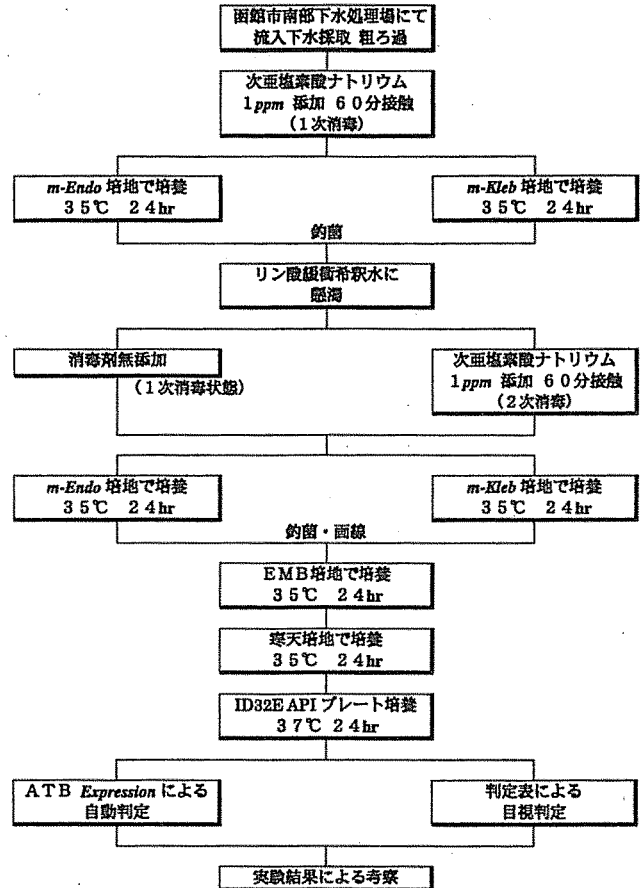 函館市南部下水処理場にて
流入下水採取 粗ろ過
次亜塩素酸ナトリウム
1ppm 添加 60分接触
(1次消毒)
m-Endo 培地で培養
35℃ 24hr
m-Kleb 培地で培養
35℃ 24hr
釣菌
リン酸緩衝希釈水に
懸濁
消毒剤無添加
(1次消毒状態)
次亜塩素酸ナトリウム
1ppm 添加 60分接触
(2次消毒)
m-Endo 培地で培養
35℃ 24hr
m-Kleb 培地で培養
35℃ 24hr
釣菌・画線
EMB培地で培養
35℃ 24hr
寒天培地で培養
35℃ 24hr
ID32E API プレート培養
37℃ 24hr
ATB Expression による
自動判定
判定表による
目視判定
実験結果による考察